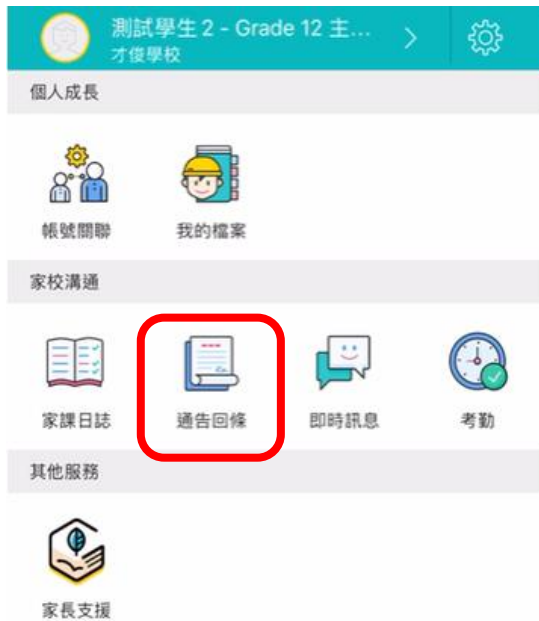 測試學生 2 - Grade 12 主...
才俊學校
個人成長
帳號關聯 我的檔案
家校溝通
家課日誌 通告回條 即時訊息 考勤
其他服務
家長支援